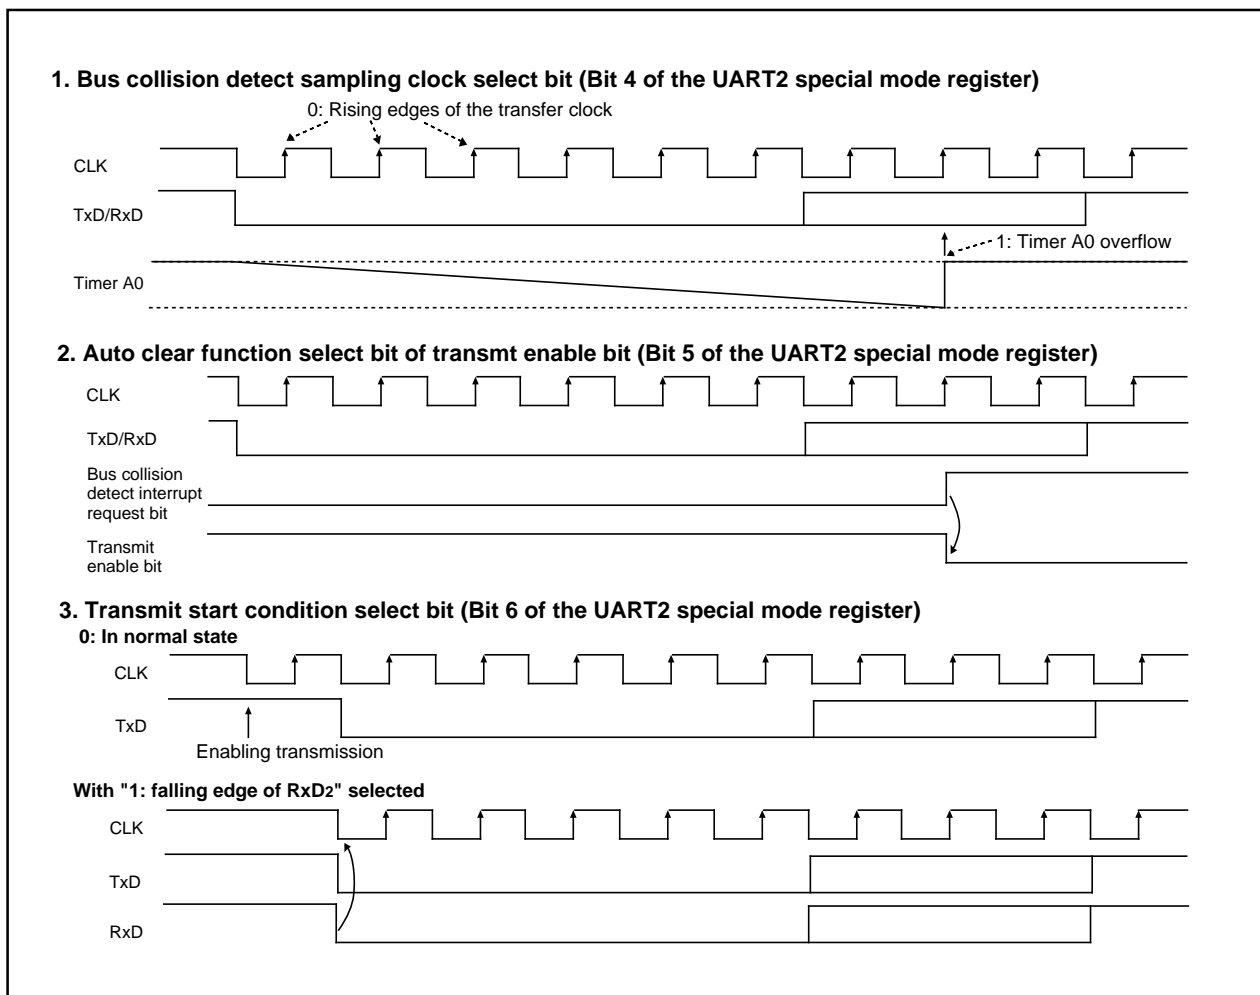 1. Bus collision detect sampling clock select bit (Bit 4 of the UART2 special mode register)
0: Rising edges of the transfer clock
CLK
TxD/RxD
1: Timer A0 overflow
Timer A0
2. Auto clear function select bit of transmt enable bit (Bit 5 of the UART2 special mode register)
CLK
TxD/RxD
Bus collision
detect interrupt
request bit
Transmit
enable bit
3. Transmit start condition select bit (Bit 6 of the UART2 special mode register)
0: In normal state
CLK
TxD
Enabling transmission
With "1: falling edge of RxD2" selected
CLK
TxD
RxD